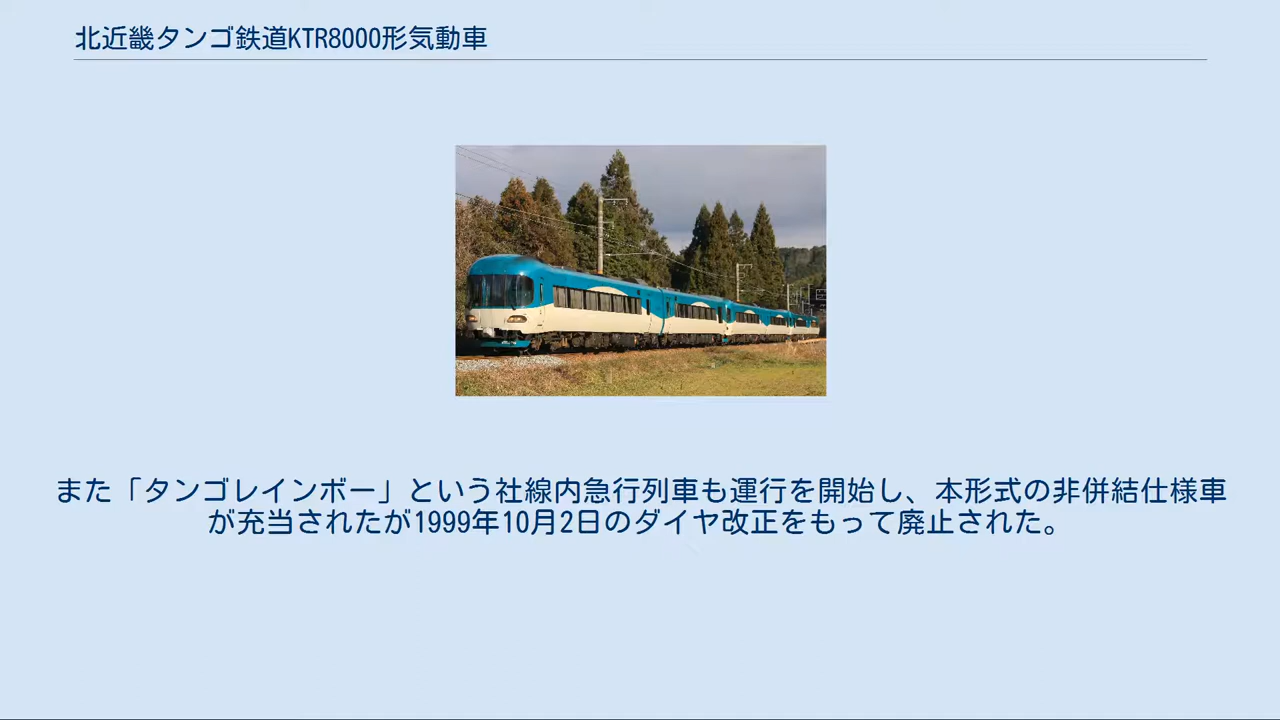 北近畿タンゴ鉄道KTR8000形気動車
また「タンゴレインボー」という社線内急行列車も運行を開始し、本形式の非併結仕様車
が充当されたが1999年10月2日のダイヤ改正をもって廃止された。